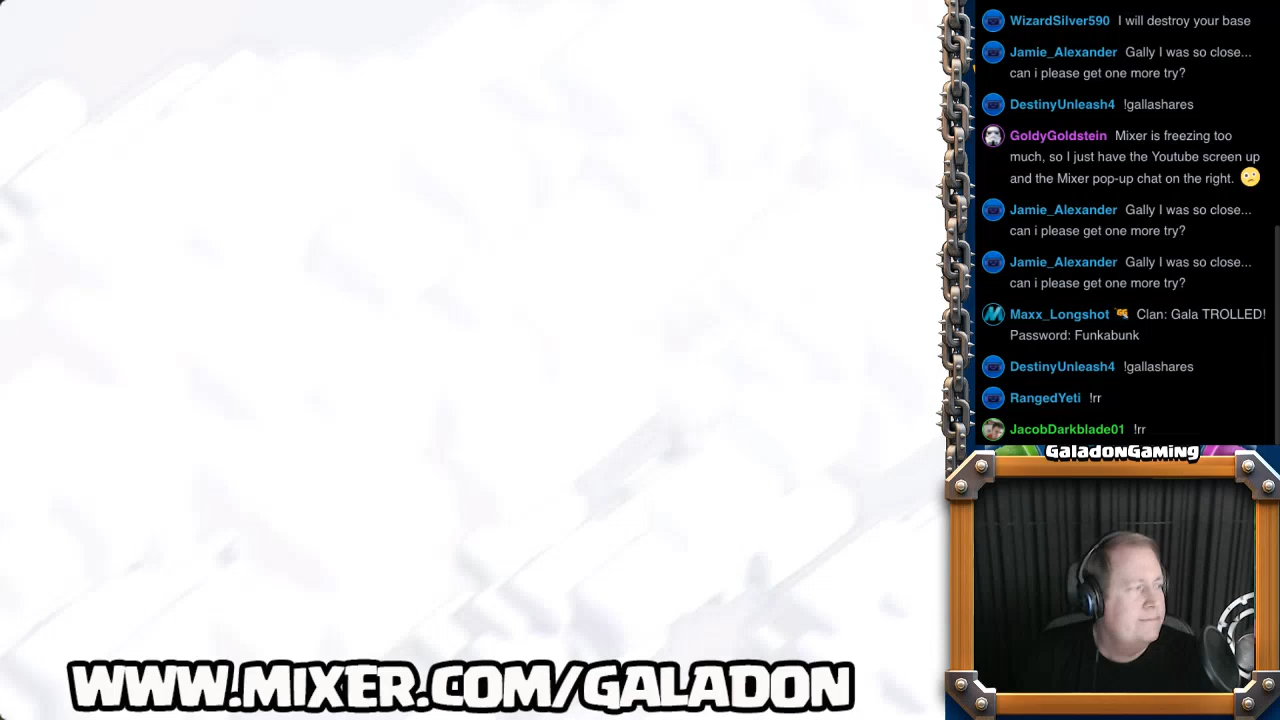 WizardSilver590 I will destroy your base
Jamie_Alexander Gally I was so close...
can i please get one more try?
DestinyUnleash4 !gallashares
GoldyGoldstein Mixer is freezing too
much, so I just have the Youtube screen up
and the Mixer pop-up chat on the right.
Jamie_Alexander Gally I was so close...
can i please get one more try?
Jamie_Alexander Gally I was so close...
can i please get one more try?
Maxx_Longshot Clan: Gala TROLLED!
Password: Funkabunk
DestinyUnleash4 !gallashares
RangedYeti !rr
JacobDarkblade01 !rr
GaladonGaming
WWW.MIXER.COM/GALADON